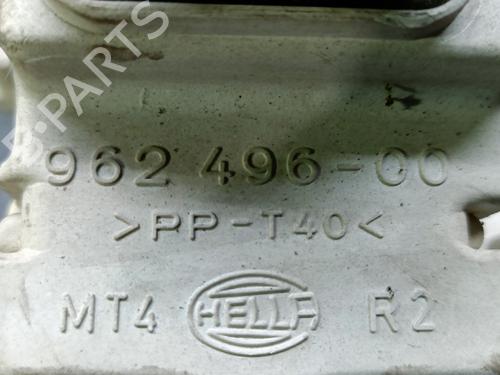 B-PARTS
962 496-00
>PP-T40<
MT4 HELLA R2